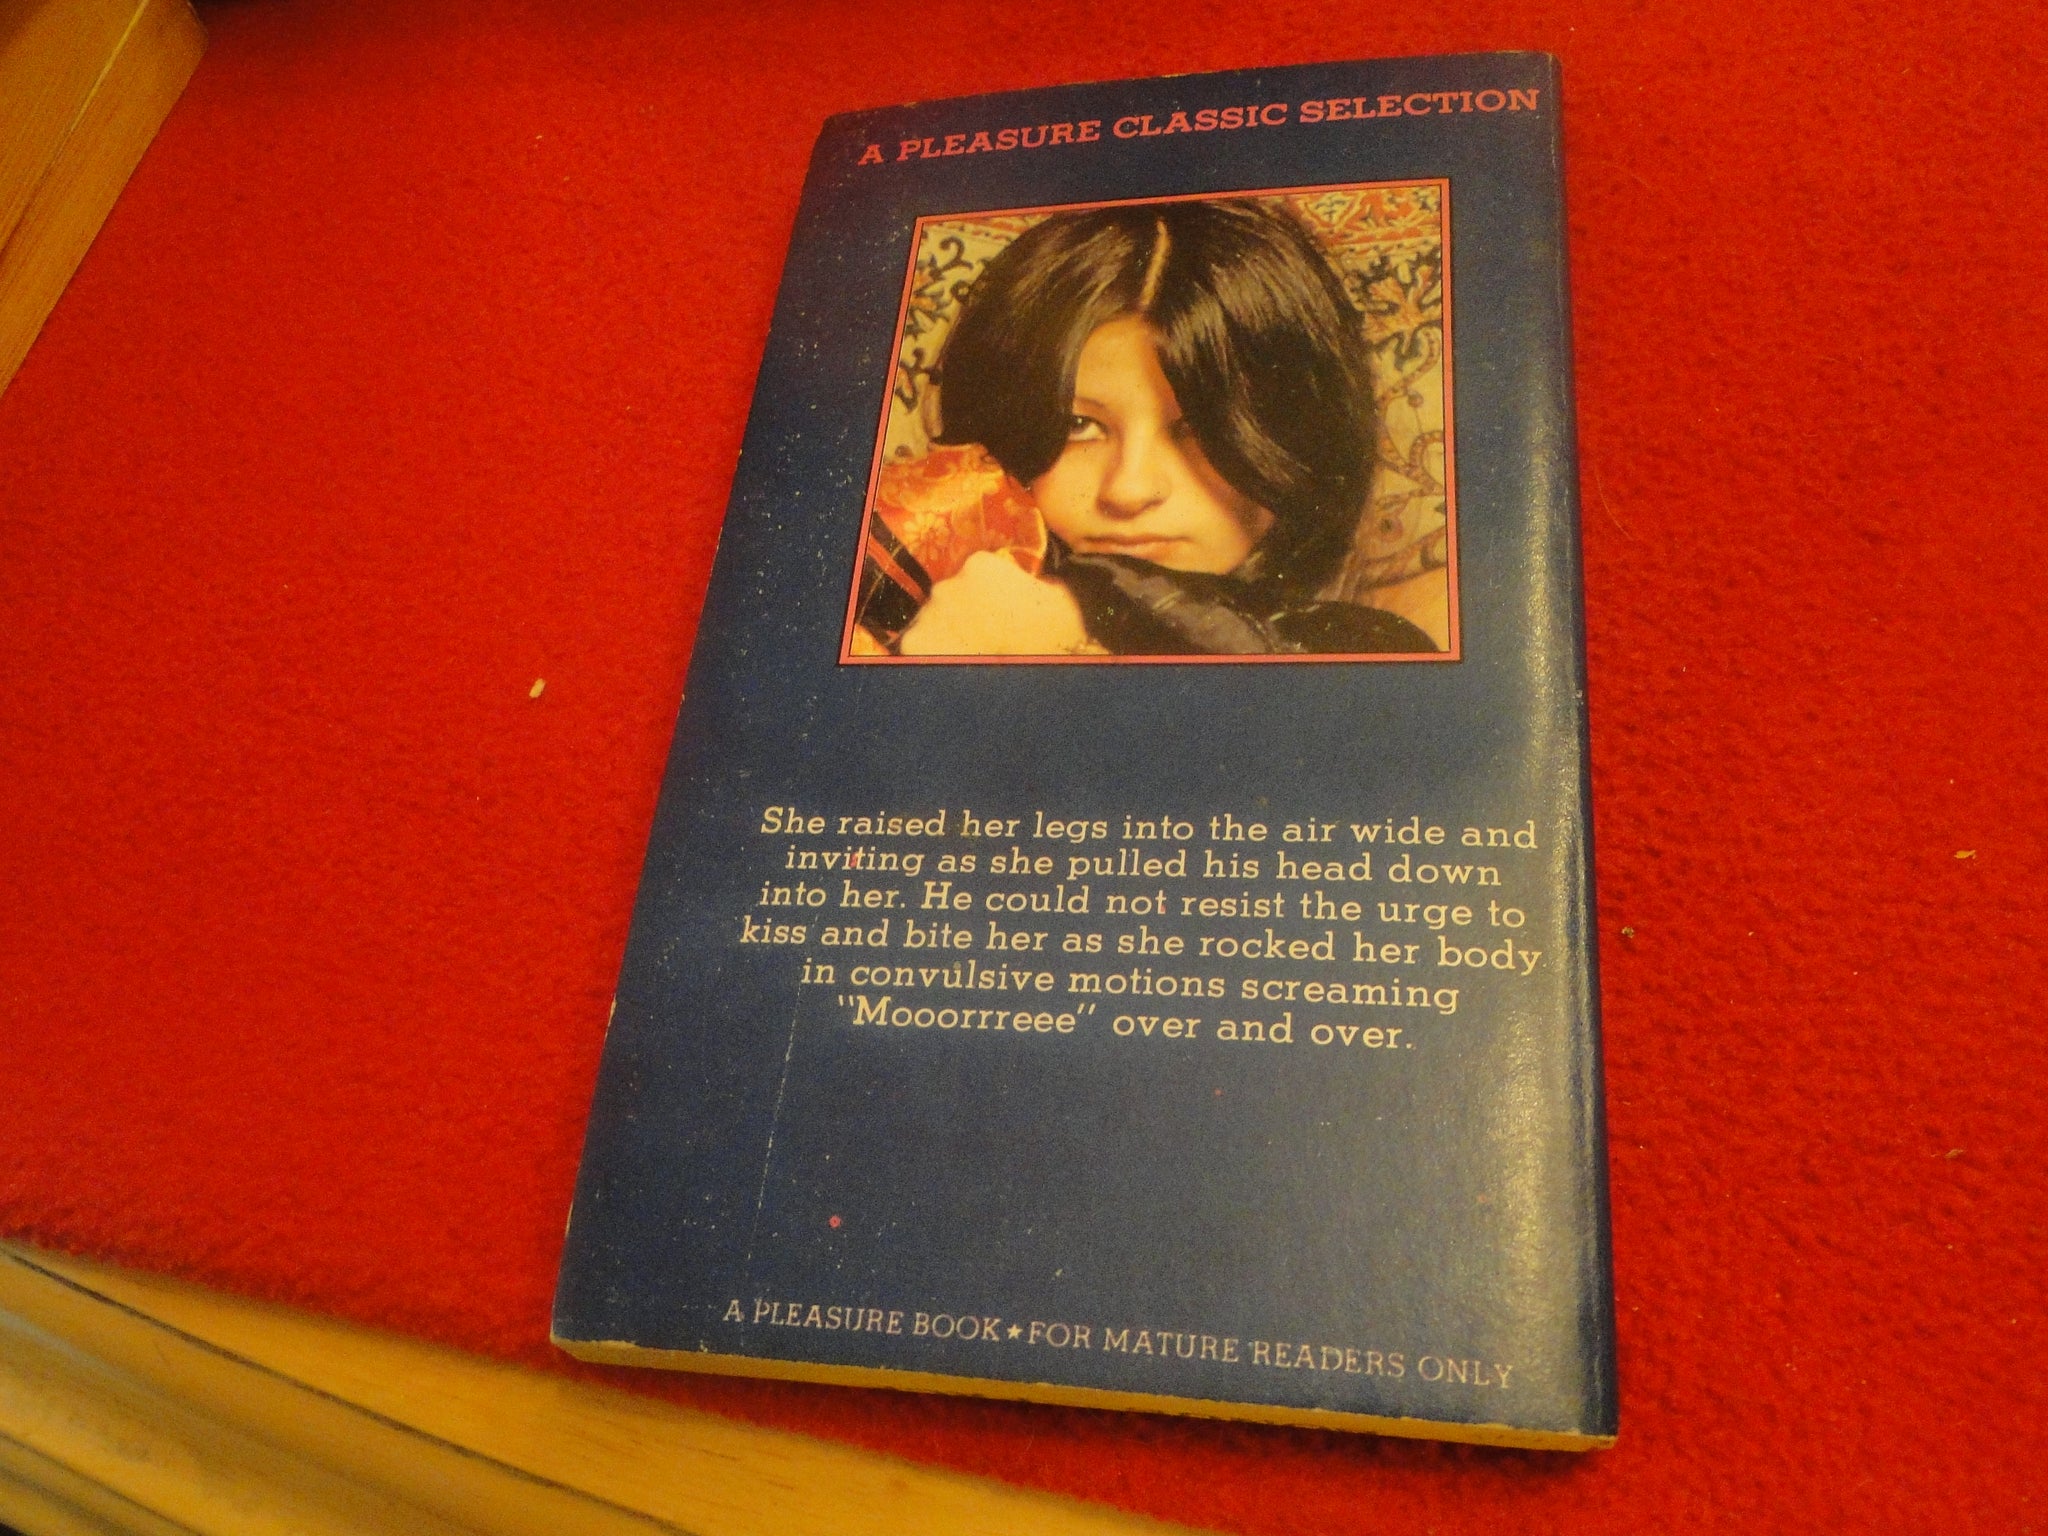 A PLEASURE CLASSIC SELECTION
She raised her legs into the air wide and
inviting as she pulled his head down
into her. He could not resist the urge to
kiss and bite her as she rocked her body
in convulsive motions screaming
"Mooorrreee" over and over.
A PLEASURE BOOK★FOR MATURE READERS ONLY